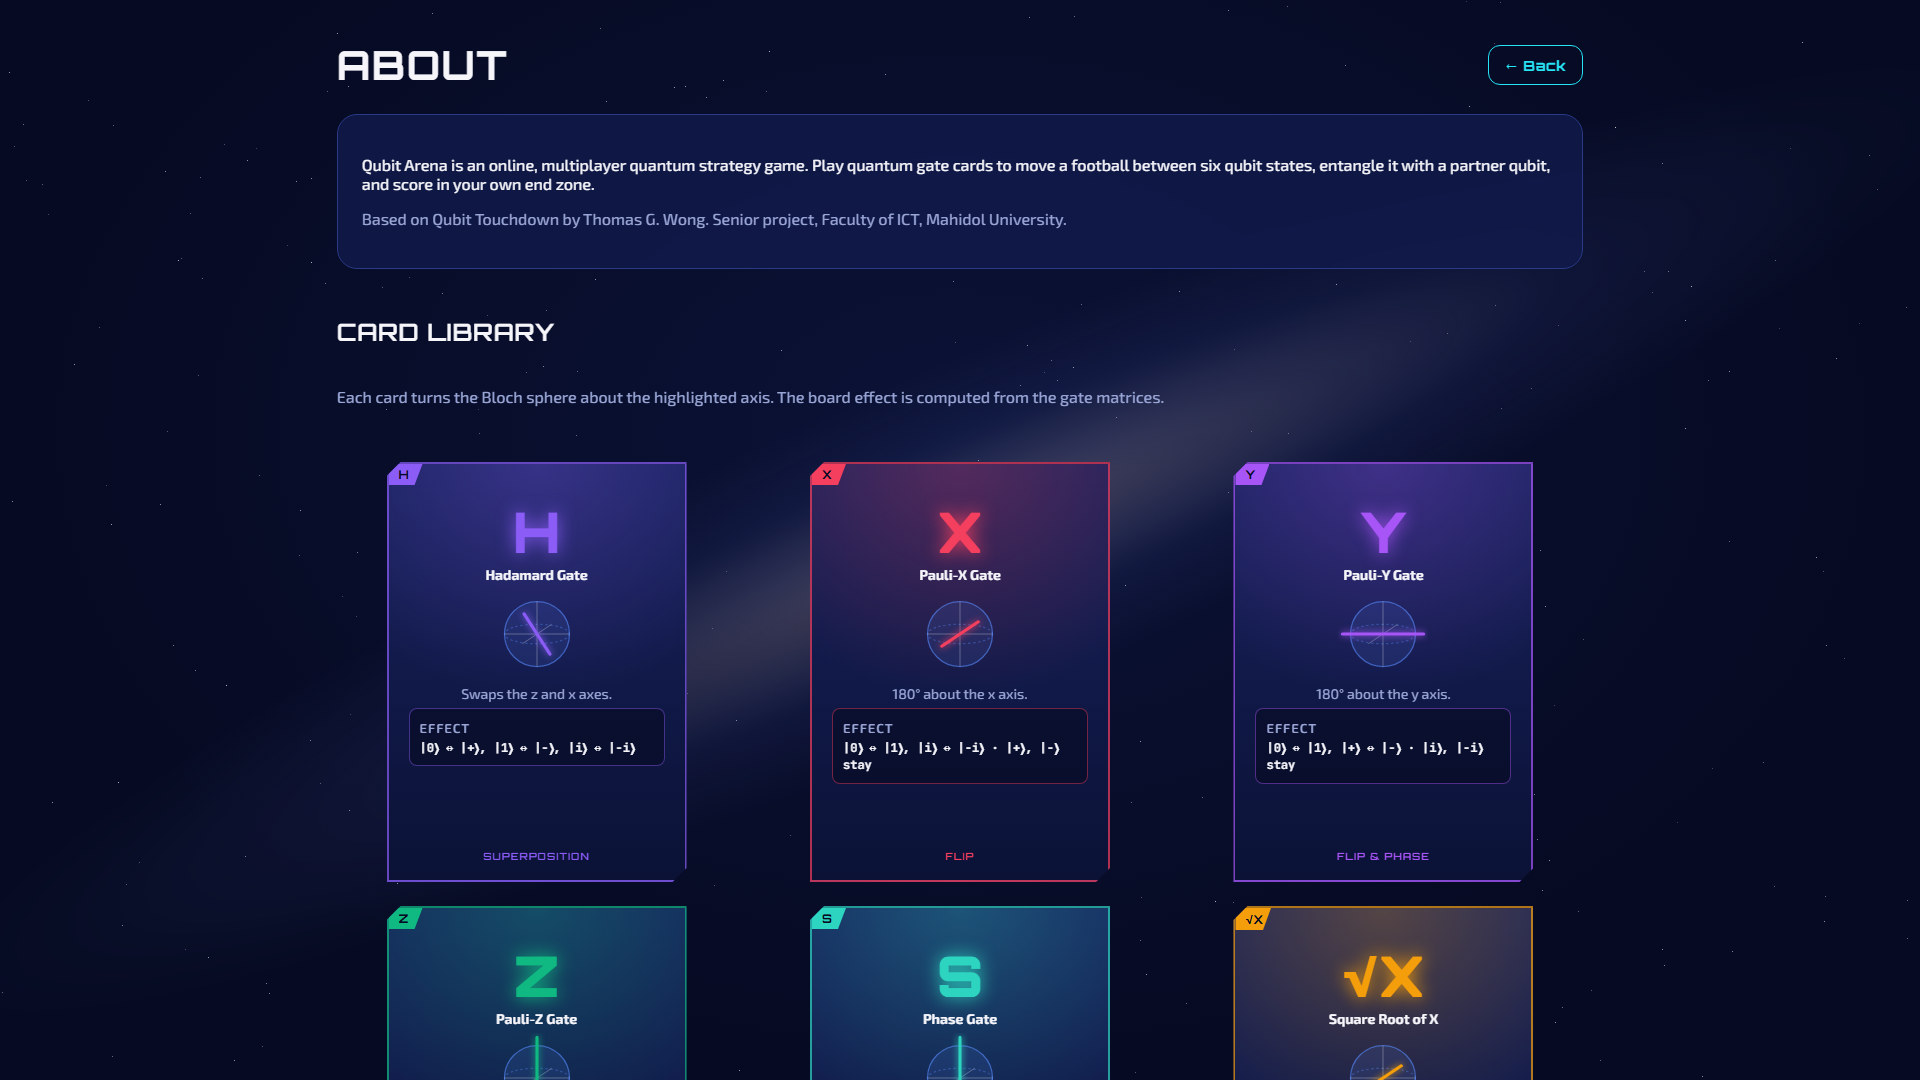 ABOUT
← Back
Qubit Arena is an online, multiplayer quantum strategy game. Play quantum gate cards to move a football between six qubit states, entangle it with a partner qubit,
and score in your own end zone.
Based on Qubit Touchdown by Thomas G. Wong. Senior project, Faculty of ICT, Mahidol University.
CARD LIBRARY
Each card turns the Bloch sphere about the highlighted axis. The board effect is computed from the gate matrices.
H
H
Hadamard Gate
Swaps the z and x axes.
EFFECT
|0⟩ ↔ |+⟩, |1⟩ ↔ |-⟩, |i⟩ ↔ |-i⟩
SUPERPOSITION
X
X
Pauli-X Gate
180° about the x axis.
EFFECT
|0⟩ ↔ |1⟩, |i⟩ ↔ |-i⟩ · |+⟩, |-⟩
stay
FLIP
Y
Y
Pauli-Y Gate
180° about the y axis.
EFFECT
|0⟩ ↔ |1⟩, |+⟩ ↔ |-⟩ · |i⟩, |-i⟩
stay
FLIP & PHASE
Z
Z
Pauli-Z Gate
S
S
Phase Gate
√X
√X
Square Root of X